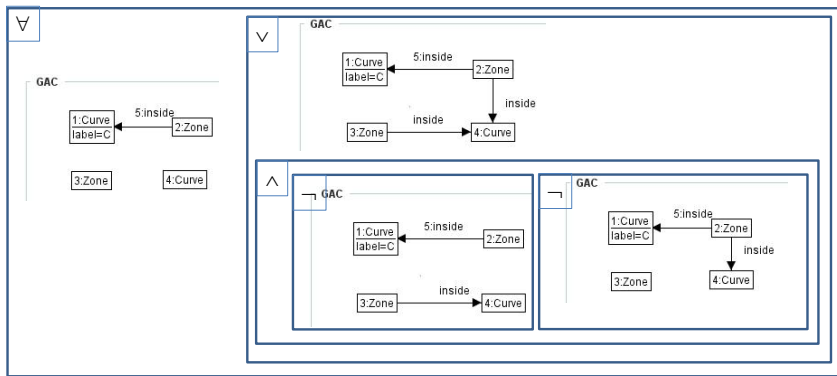 ∀
GAC
1:Curve
label=C
5:inside
2:Zone
3:Zone
4:Curve
∨
GAC
1:Curve
label=C
5:inside
2:Zone
inside
3:Zone
inside
4:Curve
∧
¬
GAC
1:Curve
label=C
5:inside
2:Zone
3:Zone
inside
4:Curve
¬
GAC
1:Curve
label=C
5:inside
2:Zone
inside
3:Zone
4:Curve